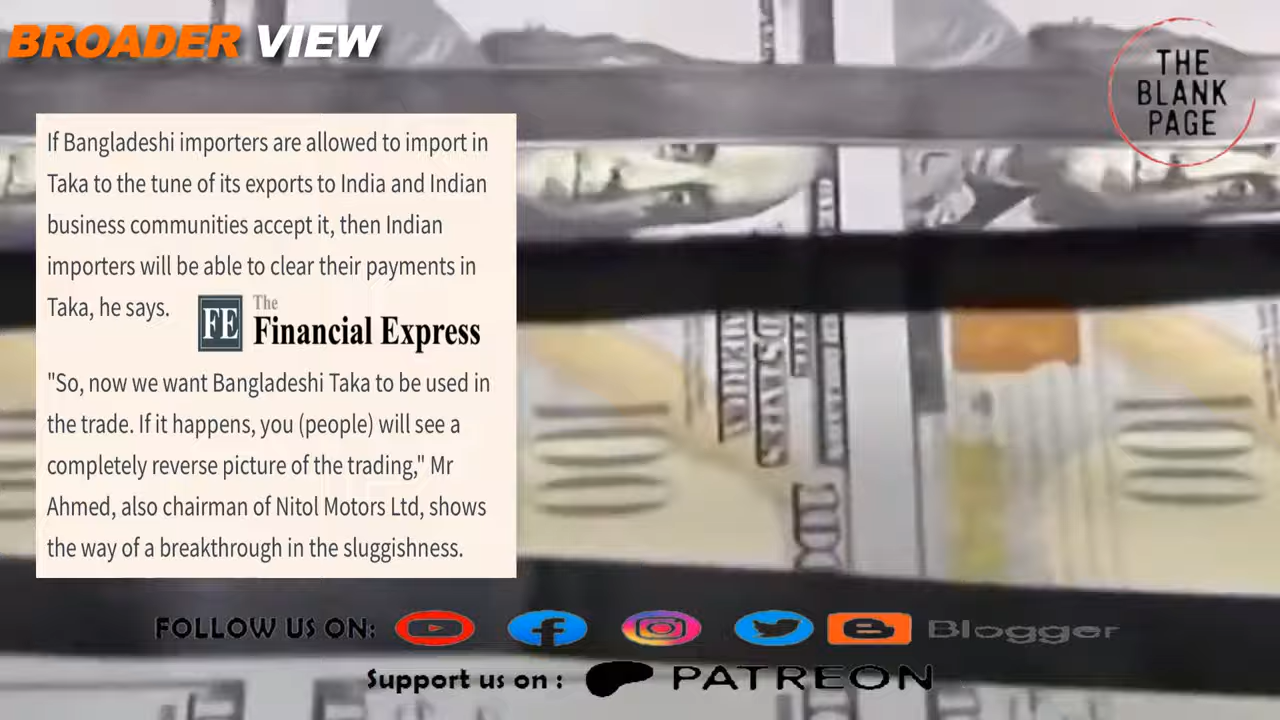 BROADER VIEW
THE
BLANK
PAGE
If Bangladeshi importers are allowed to import in
Taka to the tune of its exports to India and Indian
business communities accept it, then Indian
importers will be able to clear their payments in
Taka, he says.
FE The
Financial Express
"So, now we want Bangladeshi Taka to be used in
the trade. If it happens, you (people) will see a
completely reverse picture of the trading," Mr
Ahmed, also chairman of Nitol Motors Ltd, shows
the way of a breakthrough in the sluggishness.
FOLLOW US ON:
Blogger
Support us on :
PATREON